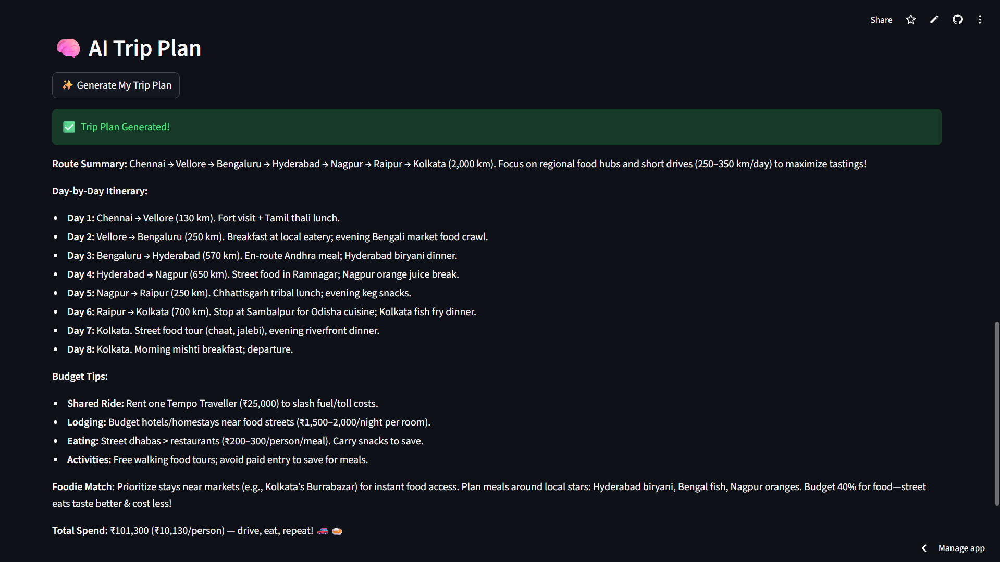 Share
🧠 AI Trip Plan
✨ Generate My Trip Plan
✅ Trip Plan Generated!
Route Summary: Chennai → Vellore → Bengaluru → Hyderabad → Nagpur → Raipur → Kolkata (2,000 km). Focus on regional food hubs and short drives (250–350 km/day) to maximize tastings!
Day-by-Day Itinerary:
• Day 1: Chennai → Vellore (130 km). Fort visit + Tamil thali lunch.
• Day 2: Vellore → Bengaluru (250 km). Breakfast at local eatery; evening Bengali market food crawl.
• Day 3: Bengaluru → Hyderabad (570 km). En-route Andhra meal; Hyderabad biryani dinner.
• Day 4: Hyderabad → Nagpur (650 km). Street food in Ramnagar; Nagpur orange juice break.
• Day 5: Nagpur → Raipur (250 km). Chhattisgarh tribal lunch; evening keg snacks.
• Day 6: Raipur → Kolkata (700 km). Stop at Sambalpur for Odisha cuisine; Kolkata fish fry dinner.
• Day 7: Kolkata. Street food tour (chaat, jalebi), evening riverfront dinner.
• Day 8: Kolkata. Morning mishti breakfast; departure.
Budget Tips:
• Shared Ride: Rent one Tempo Traveller (₹25,000) to slash fuel/toll costs.
• Lodging: Budget hotels/homestays near food streets (₹1,500–2,000/night per room).
• Eating: Street dhabas > restaurants (₹200–300/person/meal). Carry snacks to save.
• Activities: Free walking food tours; avoid paid entry to save for meals.
Foodie Match: Prioritize stays near markets (e.g., Kolkata’s Burrabazar) for instant food access. Plan meals around local stars: Hyderabad biryani, Bengal fish, Nagpur oranges. Budget 40% for food—street
eats taste better & cost less!
Total Spend: ₹101,300 (₹10,130/person) — drive, eat, repeat! 🚗 🍛
Manage app